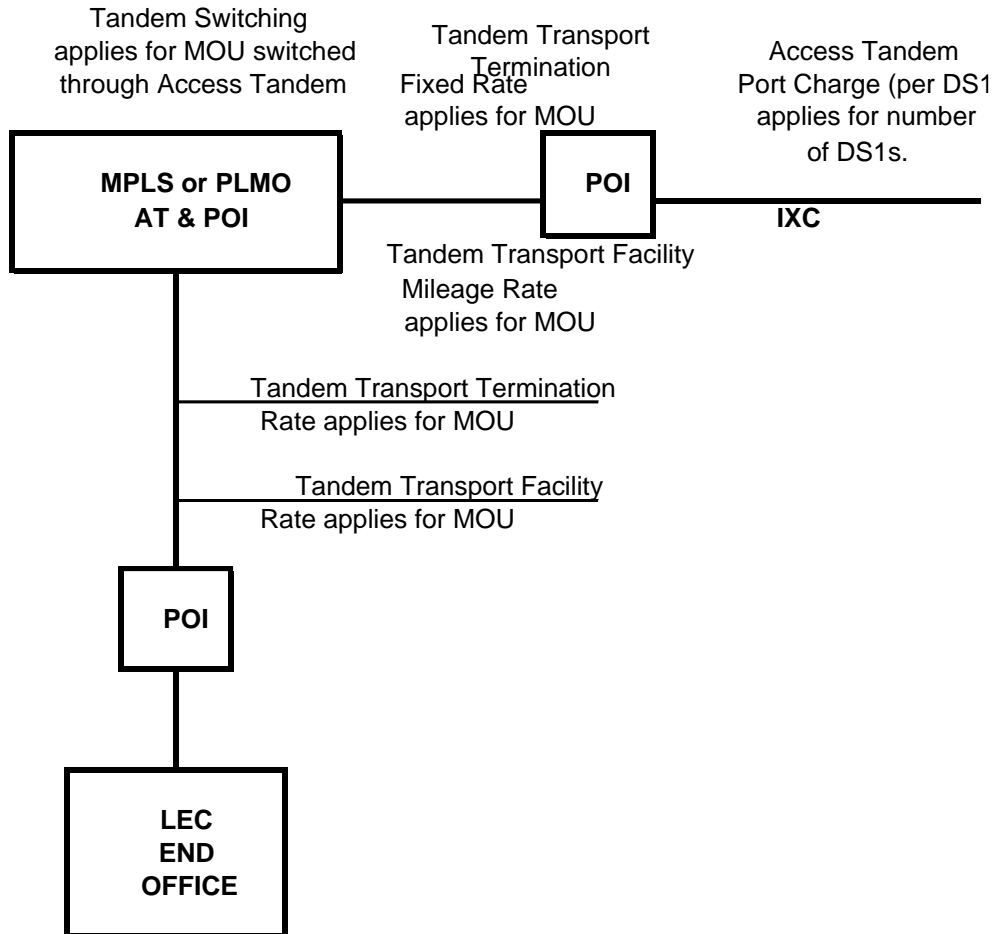 Tandem Switching
applies for MOU switched
through Access Tandem
Tandem Transport
Termination
Fixed Rate
applies for MOU
Access Tandem
Port Charge (per DS1
applies for number
of DS1s.
MPLS or PLMO
AT & POI
POI
IXC
Tandem Transport Facility
Mileage Rate
applies for MOU
Tandem Transport Termination
Rate applies for MOU
Tandem Transport Facility
Rate applies for MOU
POI
LEC
END
OFFICE